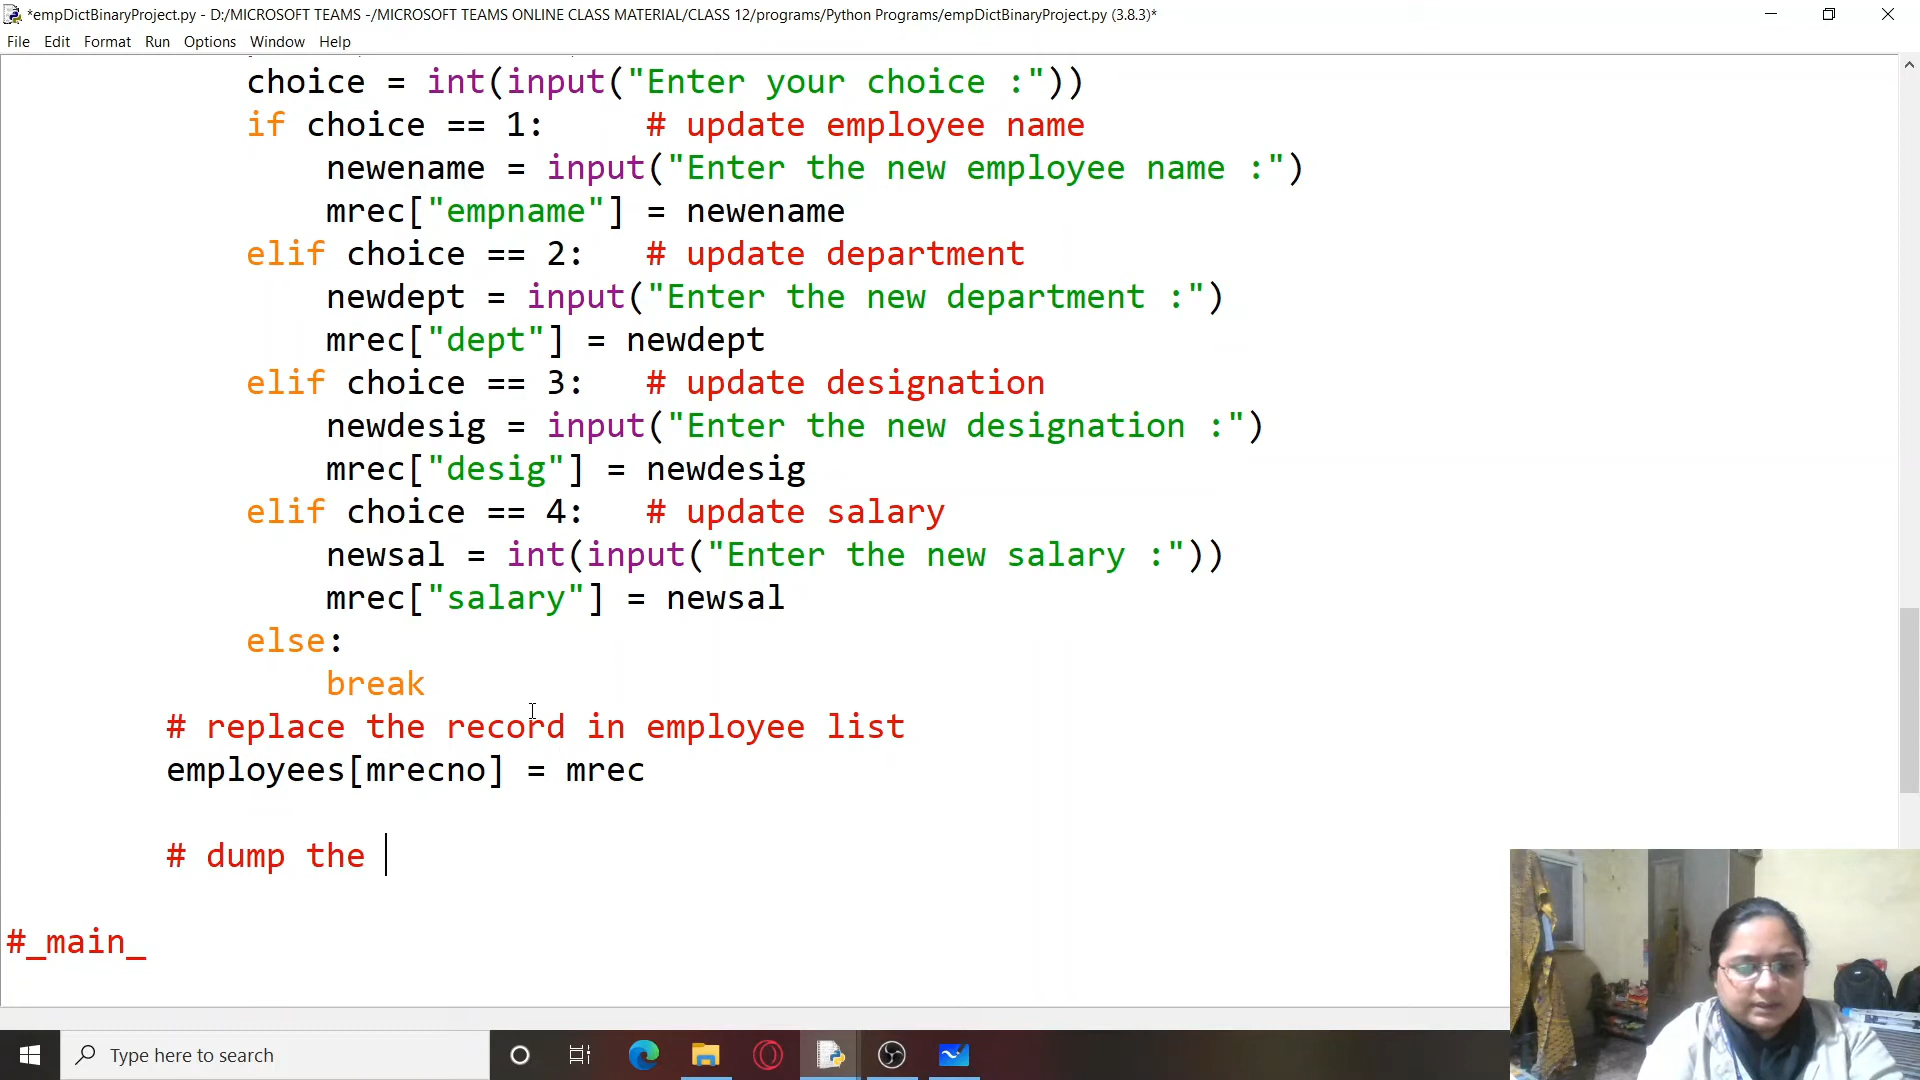 *empDictBinaryProject.py - D:/MICROSOFT TEAMS -/MICROSOFT TEAMS ONLINE CLASS MATERIAL/CLASS 12/programs/Python Programs/empDictBinaryProject.py (3.8.3)*
File Edit Format Run Options Window Help
choice = int(input("Enter your choice :"))
if choice == 1:     # update employee name
newename = input("Enter the new employee name :")
mrec["empname"] = newename
elif choice == 2:   # update department
newdept = input("Enter the new department :")
mrec["dept"] = newdept
elif choice == 3:   # update designation
newdesig = input("Enter the new designation :")
mrec["desig"] = newdesig
elif choice == 4:   # update salary
newsal = int(input("Enter the new salary :"))
mrec["salary"] = newsal
else:
break
# replace the record in employee list
employees[mrecno] = mrec
# dump the
#_main_
Type here to search